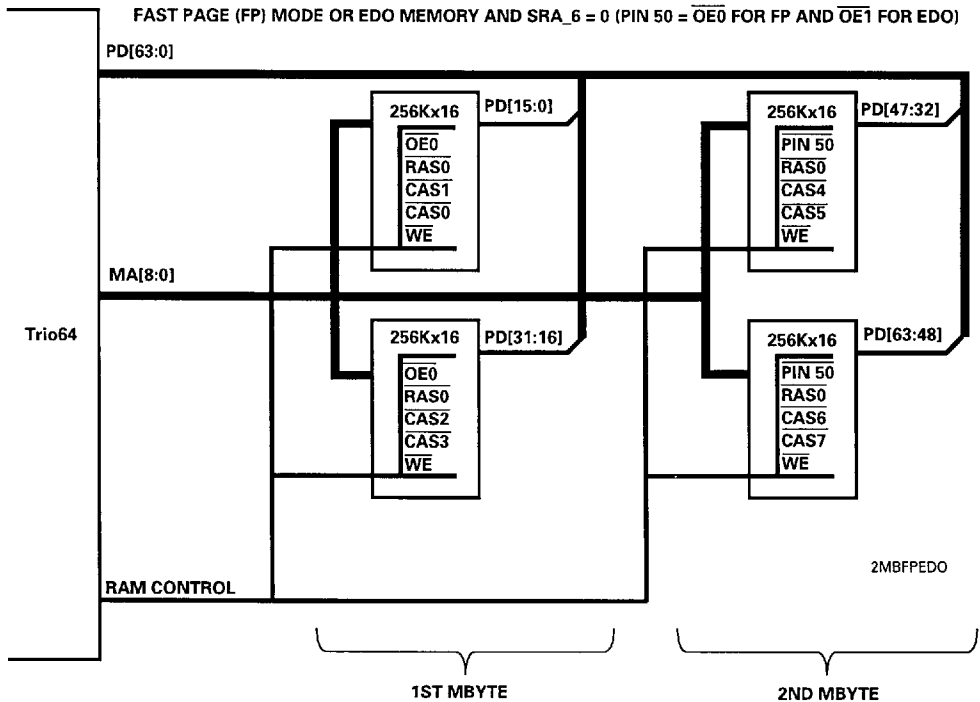 FAST PAGE (FP) MODE OR EDO MEMORY AND SRA_6 = 0 (PIN 50 = OE0 FOR FP AND OE1 FOR EDO)
PD[63:0]
256Kx16
OE0
RAS0
CAS1
CAS0
WE
PD[15:0]
256Kx16
PIN 50
RAS0
CAS4
CAS5
WE
PD[47:32]
MA[8:0]
Trio64
256Kx16
OE0
RAS0
CAS2
CAS3
WE
PD[31:16]
256Kx16
PIN 50
RAS0
CAS6
CAS7
WE
PD[63:48]
2MBFPEDO
RAM CONTROL
1ST MBYTE
2ND MBYTE